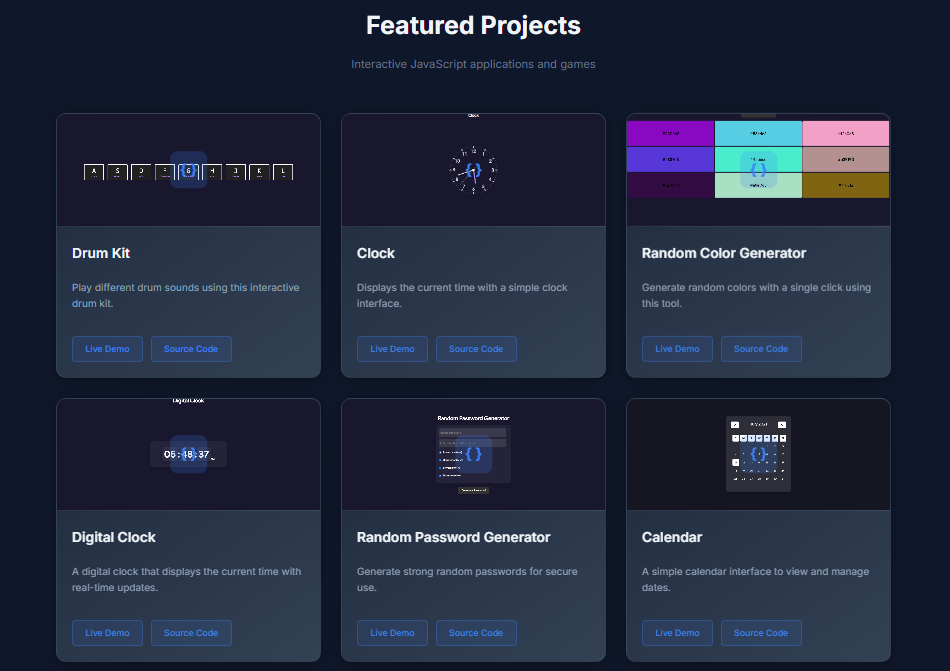 Featured Projects
Interactive JavaScript applications and games
A S D F G H J K L
Clock
12
Drum Kit
Play different drum sounds using this interactive
drum kit.
Live Demo Source Code
Clock
Displays the current time with a simple clock
interface.
Live Demo Source Code
Random Color Generator
Generate random colors with a single click using
this tool.
Live Demo Source Code
Digital Clock
05:48:37
Random Password Generator
Digital Clock
A digital clock that displays the current time with
real-time updates.
Live Demo Source Code
Random Password Generator
Generate strong random passwords for secure
use.
Live Demo Source Code
Calendar
A simple calendar interface to view and manage
dates.
Live Demo Source Code